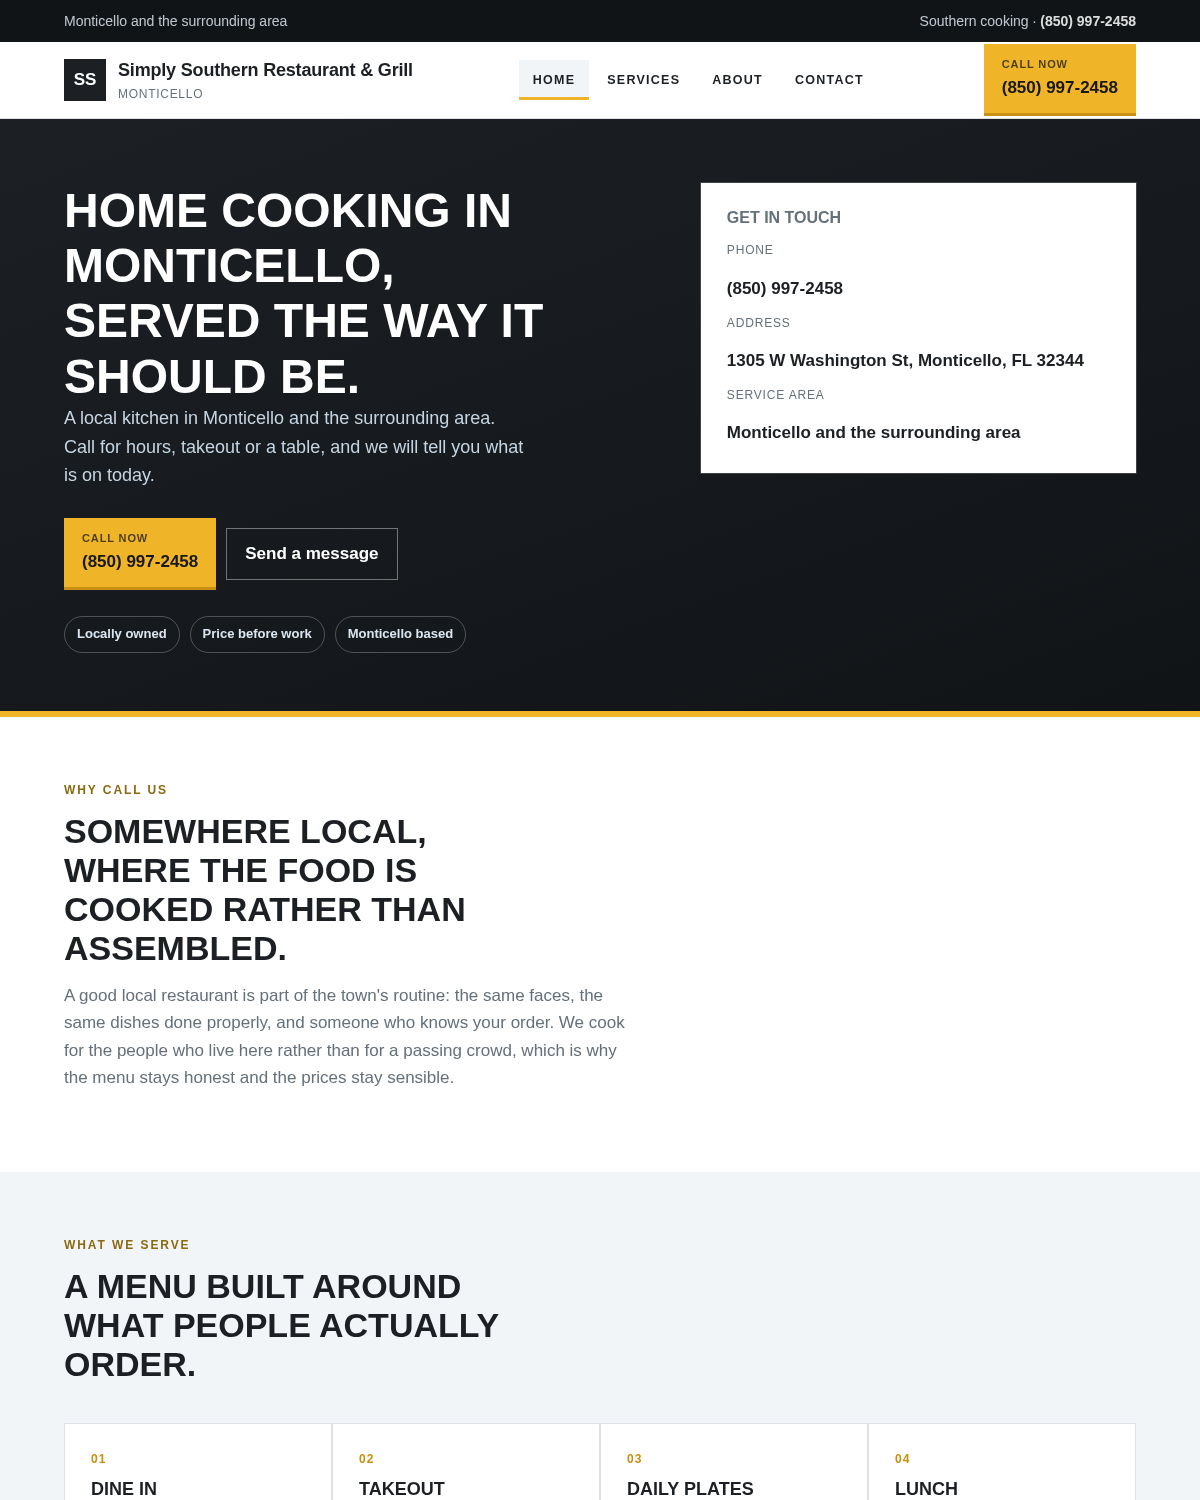 Monticello and the surrounding area
Southern cooking · (850) 997-2458
SS
Simply Southern Restaurant & Grill
MONTICELLO
HOME
SERVICES
ABOUT
CONTACT
CALL NOW
(850) 997-2458
HOME COOKING IN
MONTICELLO,
SERVED THE WAY IT
SHOULD BE.
A local kitchen in Monticello and the surrounding area.
Call for hours, takeout or a table, and we will tell you what
is on today.
CALL NOW
(850) 997-2458
Send a message
Locally owned
Price before work
Monticello based
GET IN TOUCH
PHONE
(850) 997-2458
ADDRESS
1305 W Washington St, Monticello, FL 32344
SERVICE AREA
Monticello and the surrounding area
WHY CALL US
SOMEWHERE LOCAL,
WHERE THE FOOD IS
COOKED RATHER THAN
ASSEMBLED.
A good local restaurant is part of the town's routine: the same faces, the
same dishes done properly, and someone who knows your order. We cook
for the people who live here rather than for a passing crowd, which is why
the menu stays honest and the prices stay sensible.
WHAT WE SERVE
A MENU BUILT AROUND
WHAT PEOPLE ACTUALLY
ORDER.
01
DINE IN
02
TAKEOUT
03
DAILY PLATES
04
LUNCH